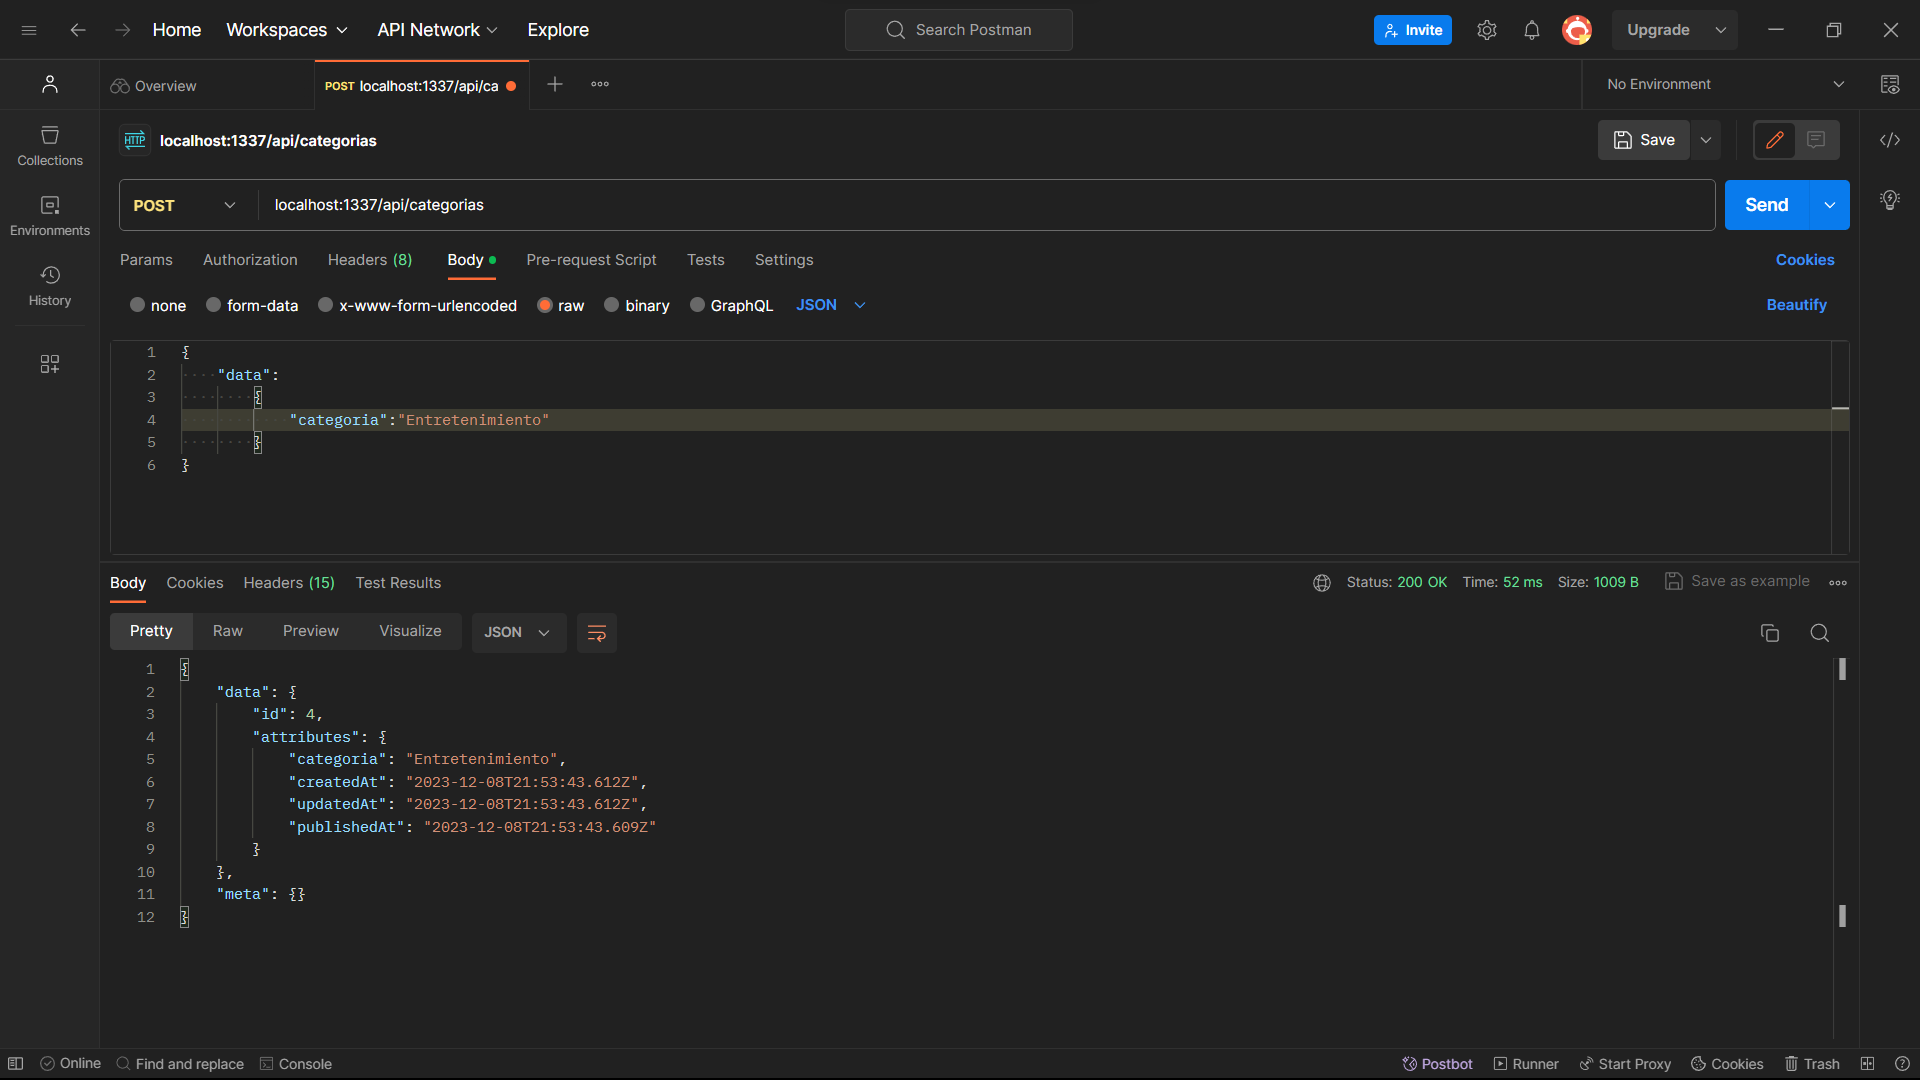 Home Workspaces API Network Explore Search Postman Invite Upgrade
Overview POST localhost:1337/api/ca No Environment
HTTP localhost:1337/api/categorias Save
Collections
Environments
History
POST localhost:1337/api/categorias Send
Params Authorization Headers (8) Body Pre-request Script Tests Settings Cookies
none form-data x-www-form-urlencoded raw binary GraphQL JSON Beautify
1 {
2 "data":
3 {
4 "categoria":"Entretenimiento"
5 }
6 }
Body Cookies Headers (15) Test Results Status: 200 OK Time: 52 ms Size: 1009 B Save as example
Pretty Raw Preview Visualize JSON
1 {
2 "data": {
3 "id": 4,
4 "attributes": {
5 "categoria": "Entretenimiento",
6 "createdAt": "2023-12-08T21:53:43.612Z",
7 "updatedAt": "2023-12-08T21:53:43.612Z",
8 "publishedAt": "2023-12-08T21:53:43.609Z"
9 }
10 },
11 "meta": {}
12 }
Online Find and replace Console Postbot Runner Start Proxy Cookies Trash